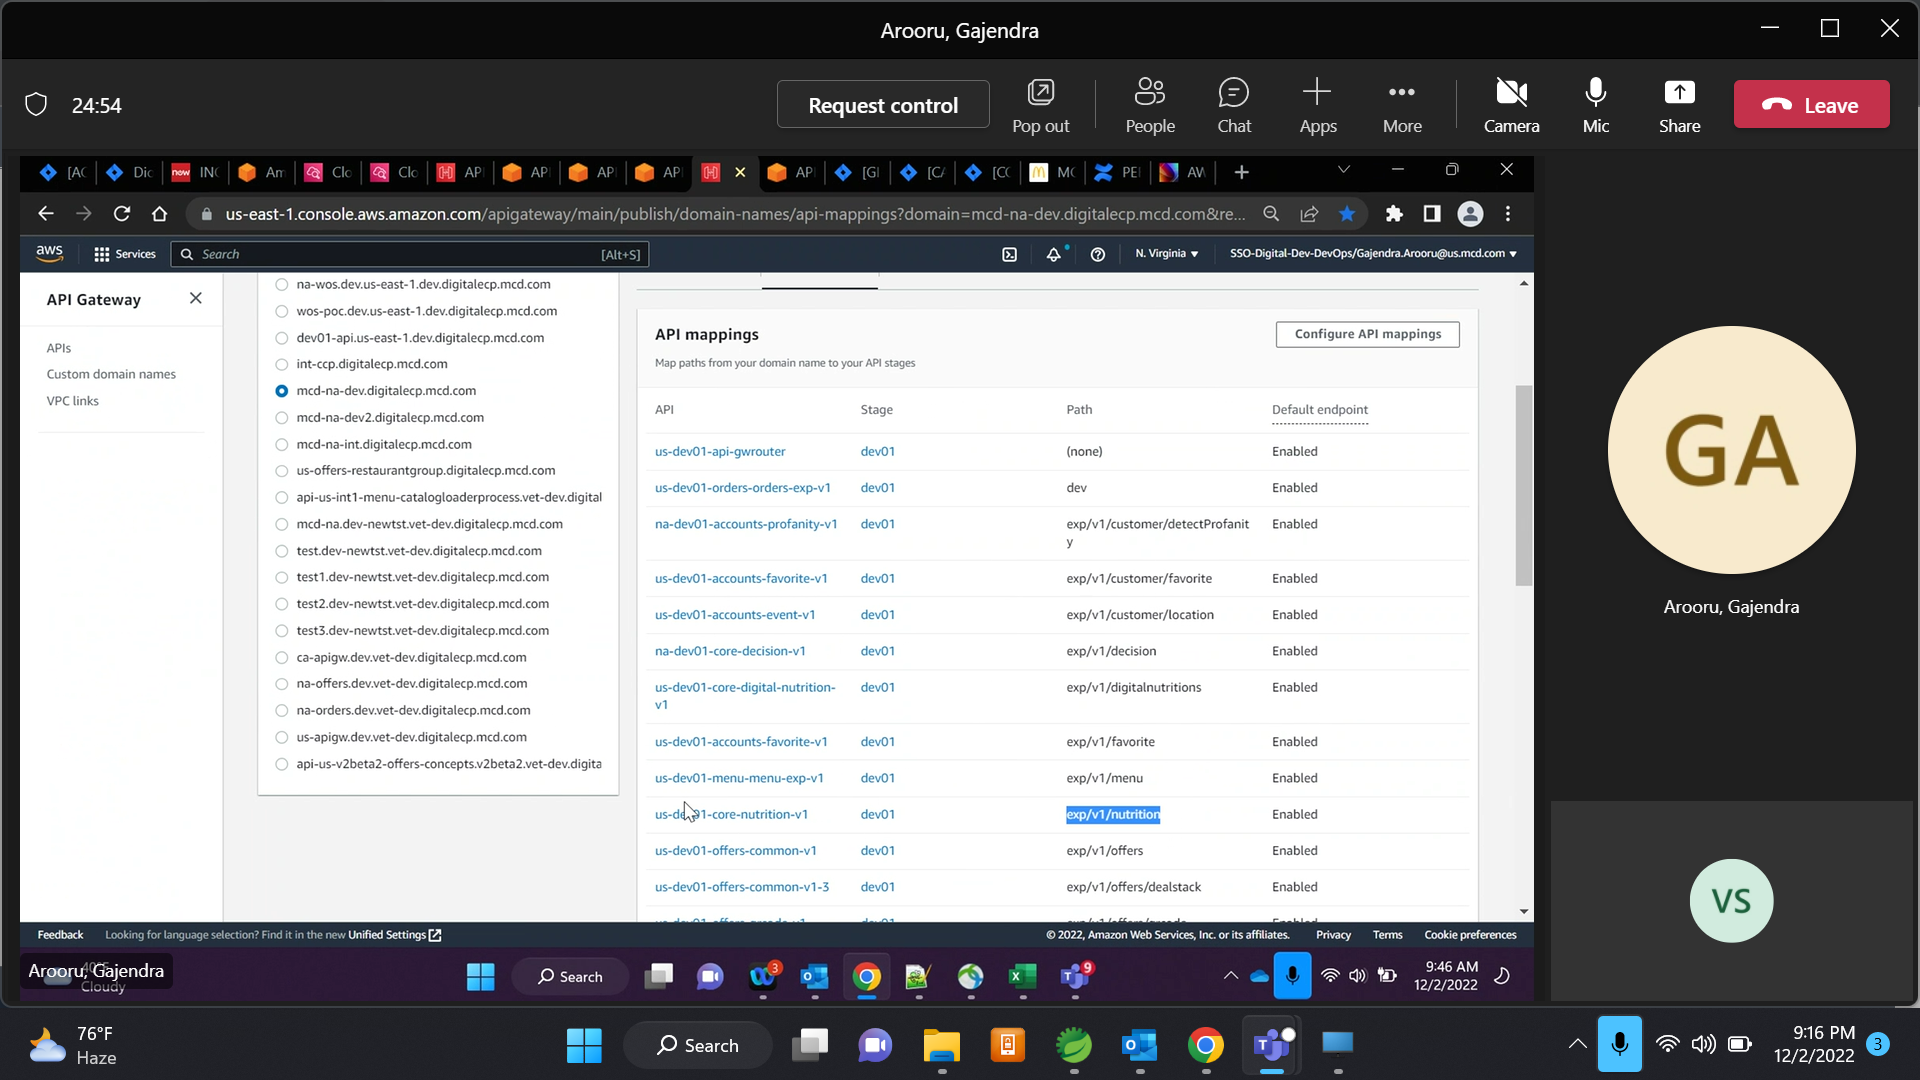 Arooru, Gajendra
24:54
Request control
Pop out
People
Chat
Apps
More
Camera
Mic
Share
Leave
[AC
Dic
now
INC
Am
Clo
Clo
API
API
API
API
API
[GI
[CA
[CC
MC
PEI
AW
us-east-1.console.aws.amazon.com/apigateway/main/publish/domain-names/api-mappings?domain=mcd-na-dev.digitalecp.mcd.com&re...
aws
Services
Search
[Alt+S]
N. Virginia
SSO-Digital-Dev-DevOps/Gajendra.Arooru@us.mcd.com
API Gateway
APIs
Custom domain names
VPC links
na-wos.dev.us-east-1.dev.digitalecp.mcd.com
wos-poc.dev.us-east-1.dev.digitalecp.mcd.com
dev01-api.us-east-1.dev.digitalecp.mcd.com
int-ccp.digitalecp.mcd.com
mcd-na-dev.digitalecp.mcd.com
mcd-na-dev2.digitalecp.mcd.com
mcd-na-int.digitalecp.mcd.com
us-offers-restaurantgroup.digitalecp.mcd.com
api-us-int1-menu-catalogloaderprocess.vet-dev.digital
mcd-na.dev-newtst.vet-dev.digitalecp.mcd.com
test.dev-newtst.vet-dev.digitalecp.mcd.com
test1.dev-newtst.vet-dev.digitalecp.mcd.com
test2.dev-newtst.vet-dev.digitalecp.mcd.com
test3.dev-newtst.vet-dev.digitalecp.mcd.com
ca-apigw.dev.vet-dev.digitalecp.mcd.com
na-offers.dev.vet-dev.digitalecp.mcd.com
na-orders.dev.vet-dev.digitalecp.mcd.com
us-apigw.dev.vet-dev.digitalecp.mcd.com
api-us-v2beta2-offers-concepts.v2beta2.vet-dev.digita
API mappings
Configure API mappings
Map paths from your domain name to your API stages
API Stage Path Default endpoint
us-dev01-api-gwrouter dev01 (none) Enabled
us-dev01-orders-orders-exp-v1 dev01 dev Enabled
na-dev01-accounts-profanity-v1 dev01 exp/v1/customer/detectProfanit Enabled
y
us-dev01-accounts-favorite-v1 dev01 exp/v1/customer/favorite Enabled
us-dev01-accounts-event-v1 dev01 exp/v1/customer/location Enabled
na-dev01-core-decision-v1 dev01 exp/v1/decision Enabled
us-dev01-core-digital-nutrition- dev01 exp/v1/digitalnutritions Enabled
v1
us-dev01-accounts-favorite-v1 dev01 exp/v1/favorite Enabled
us-dev01-menu-menu-exp-v1 dev01 exp/v1/menu Enabled
us-dev01-core-nutrition-v1 dev01 exp/v1/nutrition Enabled
us-dev01-offers-common-v1 dev01 exp/v1/offers Enabled
us-dev01-offers-common-v1-3 dev01 exp/v1/offers/dealstack Enabled
Feedback
Looking for language selection? Find it in the new Unified Settings
© 2022, Amazon Web Services, Inc. or its affiliates.
Privacy
Terms
Cookie preferences
Arooru, Gajendra
Cloudy
Search
3
9
9:46 AM
12/2/2022
GA
Arooru, Gajendra
VS
76°F
Haze
Search
9:16 PM
12/2/2022
3